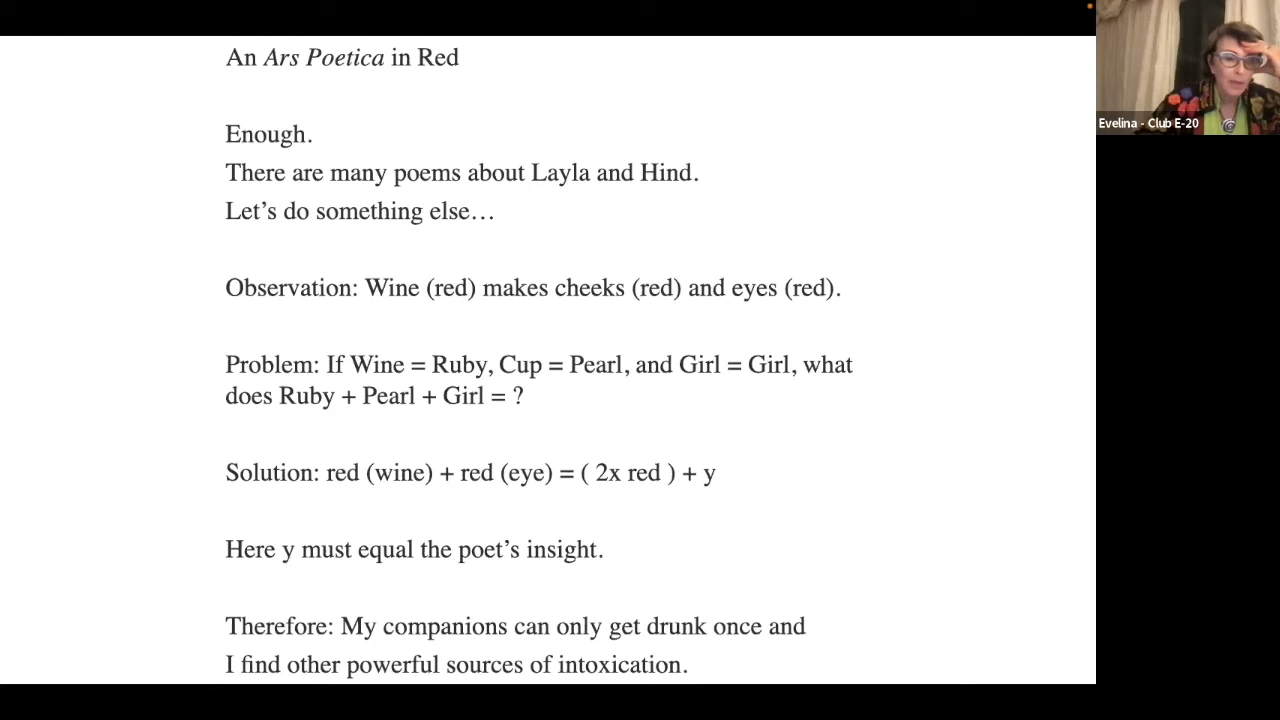 An Ars Poetica in Red
Enough.
There are many poems about Layla and Hind.
Let’s do something else…
Observation: Wine (red) makes cheeks (red) and eyes (red).
Problem: If Wine = Ruby, Cup = Pearl, and Girl = Girl, what
does Ruby + Pearl + Girl = ?
Solution: red (wine) + red (eye) = ( 2x red ) + y
Here y must equal the poet’s insight.
Therefore: My companions can only get drunk once and
I find other powerful sources of intoxication.
Evelina - Club E-20